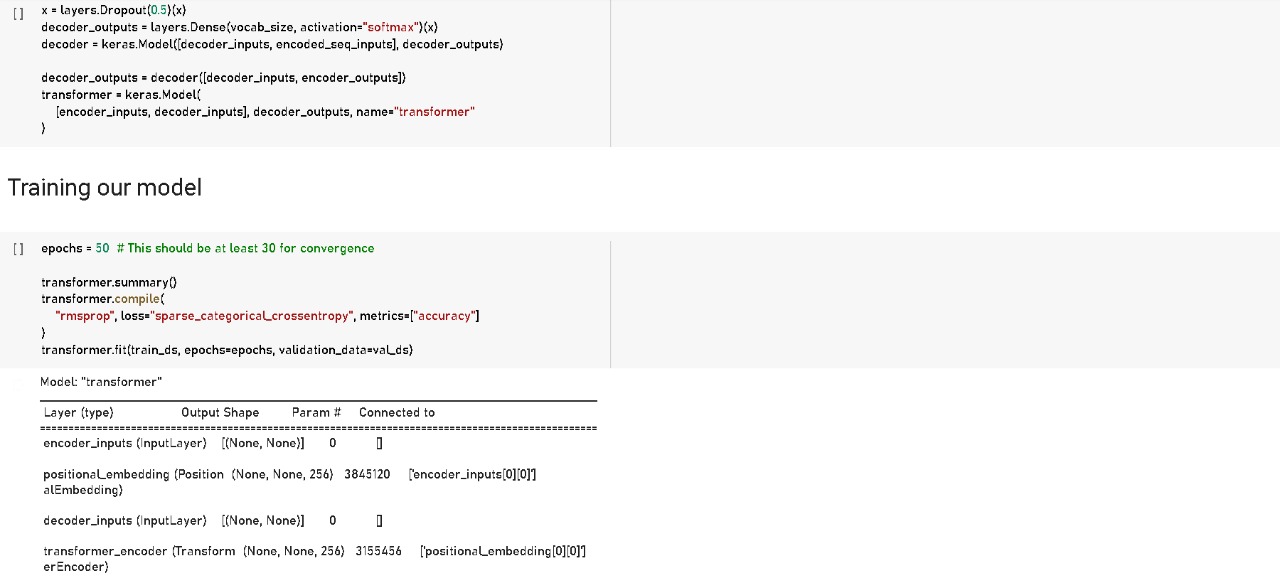 [ ] x = layers.Dropout(0.5)(x)
decoder_outputs = layers.Dense(vocab_size, activation="softmax")(x)
decoder = keras.Model([decoder_inputs, encoded_seq_inputs], decoder_outputs)
decoder_outputs = decoder([decoder_inputs, encoder_outputs])
transformer = keras.Model(
[encoder_inputs, decoder_inputs], decoder_outputs, name="transformer"
)
Training our model
[ ] epochs = 50 # This should be at least 30 for convergence
transformer.summary()
transformer.compile(
"rmsprop", loss="sparse_categorical_crossentropy", metrics=["accuracy"]
)
transformer.fit(train_ds, epochs=epochs, validation_data=val_ds)
Model: "transformer"
Layer (type) Output Shape Param # Connected to
encoder_inputs (InputLayer) [(None, None)] 0 []
positional_embedding (Position (None, None, 256) 3845120 ['encoder_inputs[0][0]']
alEmbedding)
decoder_inputs (InputLayer) [(None, None)] 0 []
transformer_encoder (Transform (None, None, 256) 3155456 ['positional_embedding[0][0]']
erEncoder)